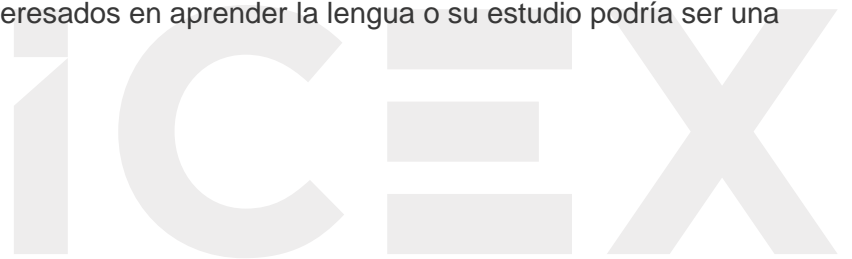 eresados en aprender la lengua o su estudio podría ser una
iCEX